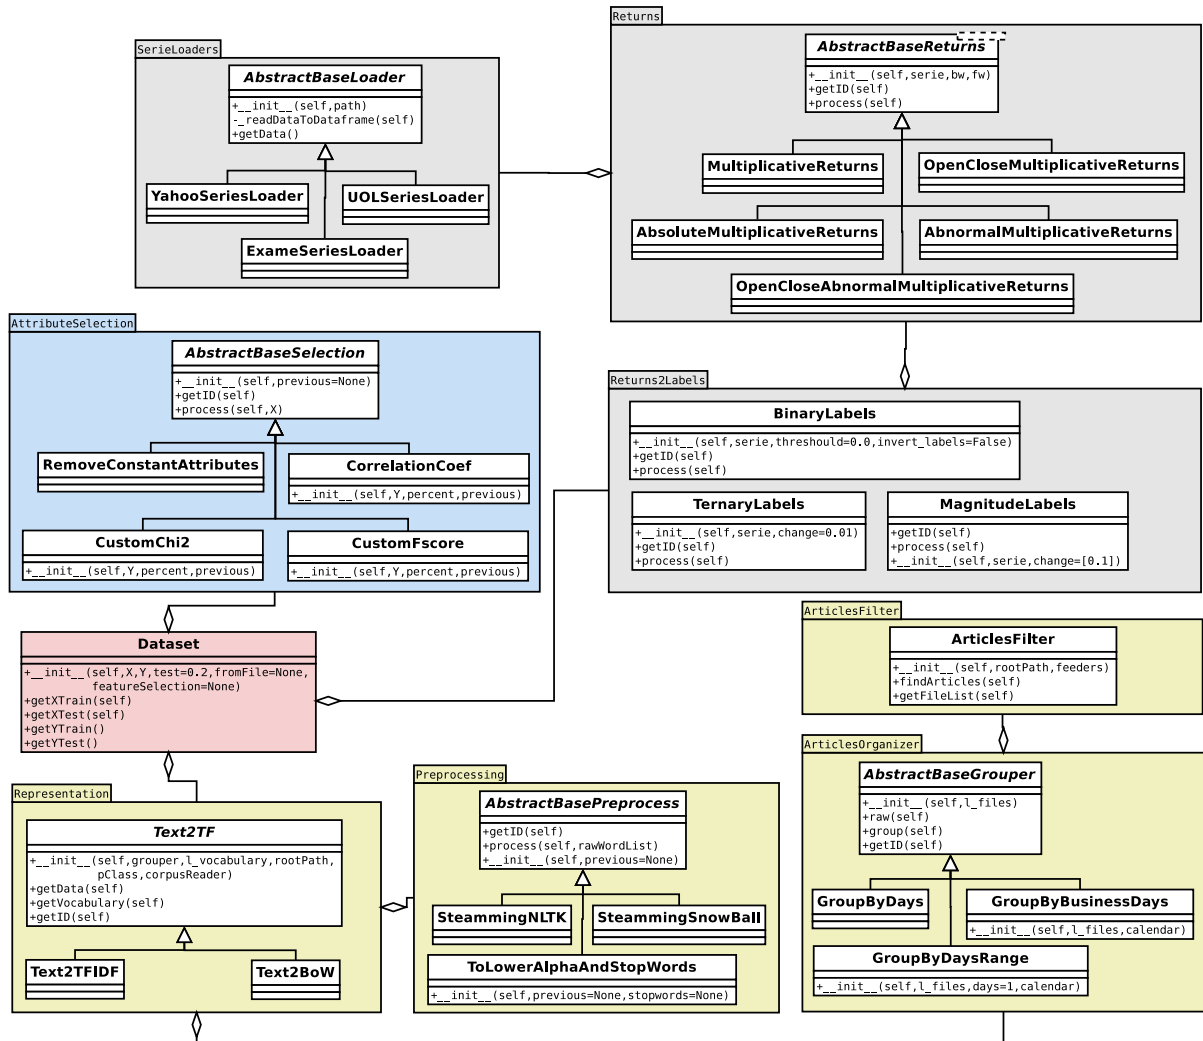 SerieLoaders
AbstractBaseLoader
+__init__(self,path)
-_readDataToDataframe(self)
+getData()
YahooSeriesLoader
UOLSeriesLoader
ExameSeriesLoader
Returns
AbstractBaseReturns
+__init__(self,serie,bw,fw)
+getID(self)
+process(self)
MultiplicativeReturns
OpenCloseMultiplicativeReturns
AbsoluteMultiplicativeReturns
AbnormalMultiplicativeReturns
OpenCloseAbnormalMultiplicativeReturns
AttributeSelection
AbstractBaseSelection
+__init__(self,previous=None)
+getID(self)
+process(self,X)
RemoveConstantAttributes
CorrelationCoef
+__init__(self,Y,percent,previous)
CustomChi2
+__init__(self,Y,percent,previous)
CustomFscore
+__init__(self,Y,percent,previous)
Returns2Labels
BinaryLabels
+__init__(self,serie,threshould=0.0,invert_labels=False)
+getID(self)
+process(self)
TernaryLabels
+__init__(self,serie,change=0.01)
+getID(self)
+process(self)
MagnitudeLabels
+getID(self)
+process(self)
+__init__(self,serie,change=[0.1])
Dataset
+__init__(self,X,Y,test=0.2,fromFile=None,
featureSelection=None)
+getXTrain(self)
+getXTest(self)
+getYTrain()
+getYTest()
ArticlesFilter
ArticlesFilter
+__init__(self,rootPath,feeders)
+findArticles(self)
+getFileList(self)
ArticlesOrganizer
AbstractBaseGrouper
+__init__(self,l_files)
+raw(self)
+group(self)
+getID(self)
GroupByDays
GroupByBusinessDays
+__init__(self,l_files,calendar)
GroupByDaysRange
+__init__(self,l_files,days=1,calendar)
Representation
Text2TF
+__init__(self,grouper,l_vocabulary,rootPath,
pClass,corpusReader)
+getData(self)
+getVocabulary(self)
+getID(self)
Text2TFIDF
Text2BoW
Preprocessing
AbstractBasePreprocess
+getID(self)
+process(self,rawWordList)
+__init__(self,previous=None)
SteammingNLTK
SteammingSnowBall
ToLowerAlphaAndStopWords
+__init__(self,previous=None,stopwords=None)